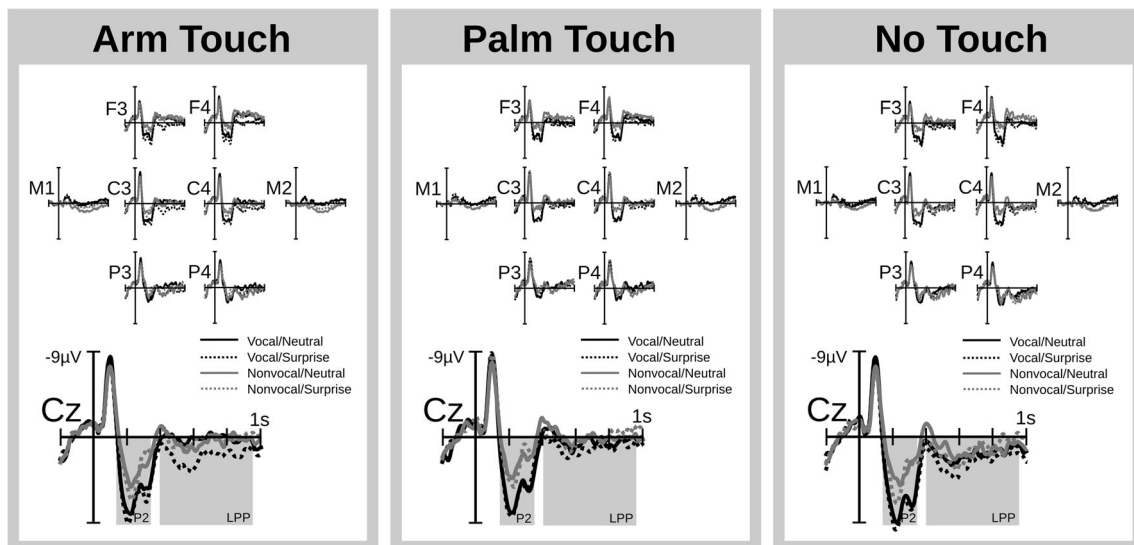 Arm Touch
F3 F4
M1 C3 C4 M2
P3 P4
Vocal/Neutral
-9µV Vocal/Surprise
Nonvocal/Neutral
Nonvocal/Surprise
Cz 1s
P2 LPP
Palm Touch
F3 F4
M1 C3 C4 M2
P3 P4
Vocal/Neutral
-9µV Vocal/Surprise
Nonvocal/Neutral
Nonvocal/Surprise
Cz 1s
P2 LPP
No Touch
F3 F4
M1 C3 C4 M2
P3 P4
Vocal/Neutral
-9µV Vocal/Surprise
Nonvocal/Neutral
Nonvocal/Surprise
Cz 1s
P2 LPP